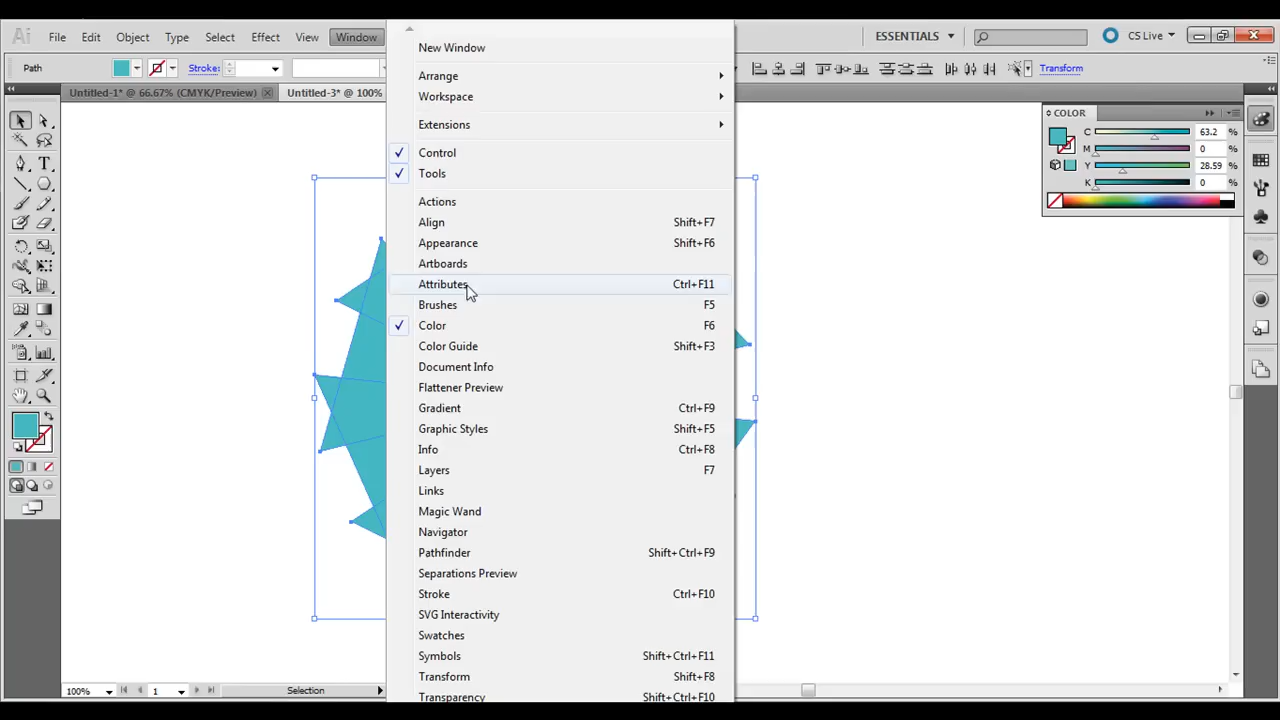 Ai File Edit Object Type Select Effect View Window ESSENTIALS CS Live
Path Stroke: Transform
Untitled-1* @ 66.67% (CMYK/Preview) Untitled-3* @ 100%
New Window
Arrange
Workspace
Extensions
Control
Tools
Actions
Align Shift+F7
Appearance Shift+F6
Artboards
Attributes Ctrl+F11
Brushes F5
Color F6
Color Guide Shift+F3
Document Info
Flattener Preview
Gradient Ctrl+F9
Graphic Styles Shift+F5
Info Ctrl+F8
Layers F7
Links
Magic Wand
Navigator
Pathfinder Shift+Ctrl+F9
Separations Preview
Stroke Ctrl+F10
SVG Interactivity
Swatches
Symbols Shift+Ctrl+F11
Transform Shift+F8
Transparency Shift+Ctrl+F10
COLOR
C 63.2 %
M 0 %
Y 28.59 %
K 0 %
100% 1 Selection